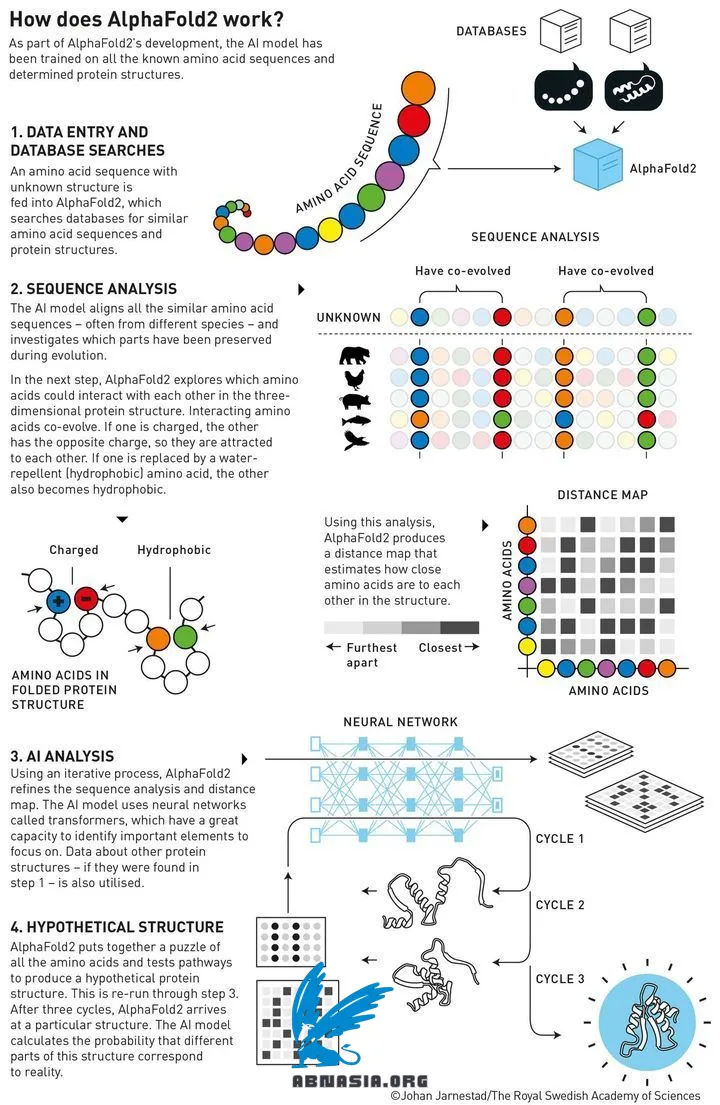 How does AlphaFold2 work?
As part of AlphaFold2's development, the AI model has
been trained on all the known amino acid sequences and
determined protein structures.
DATABASES
AlphaFold2
AMINO ACID SEQUENCE
1. DATA ENTRY AND
DATABASE SEARCHES
An amino acid sequence with
unknown structure is
fed into AlphaFold2, which
searches databases for similar
amino acid sequences and
protein structures.
SEQUENCE ANALYSIS
Have co-evolved
Have co-evolved
UNKNOWN
2. SEQUENCE ANALYSIS
The AI model aligns all the similar amino acid
sequences – often from different species – and
investigates which parts have been preserved
during evolution.
In the next step, AlphaFold2 explores which amino
acids could interact with each other in the three-
dimensional protein structure. Interacting amino
acids co-evolve. If one is charged, the other
has the opposite charge, so they are attracted
to each other. If one is replaced by a water-
repellent (hydrophobic) amino acid, the other
also becomes hydrophobic.
Charged
Hydrophobic
+
-
AMINO ACIDS IN
FOLDED PROTEIN
STRUCTURE
Using this analysis,
AlphaFold2 produces
a distance map that
estimates how close
amino acids are to each
other in the structure.
Furthest
apart
Closest
DISTANCE MAP
AMINO ACIDS
AMINO ACIDS
NEURAL NETWORK
3. AI ANALYSIS
Using an iterative process, AlphaFold2
refines the sequence analysis and distance
map. The AI model uses neural networks
called transformers, which have a great
capacity to identify important elements to
focus on. Data about other protein
structures – if they were found in
step 1 – is also utilised.
CYCLE 1
CYCLE 2
CYCLE 3
4. HYPOTHETICAL STRUCTURE
AlphaFold2 puts together a puzzle of
all the amino acids and tests pathways
to produce a hypothetical protein
structure. This is re-run through step 3.
After three cycles, AlphaFold2 arrives
at a particular structure. The AI model
calculates the probability that different
parts of this structure correspond
to reality.
ABNASIA.ORG
©Johan Jarnestad/The Royal Swedish Academy of Sciences